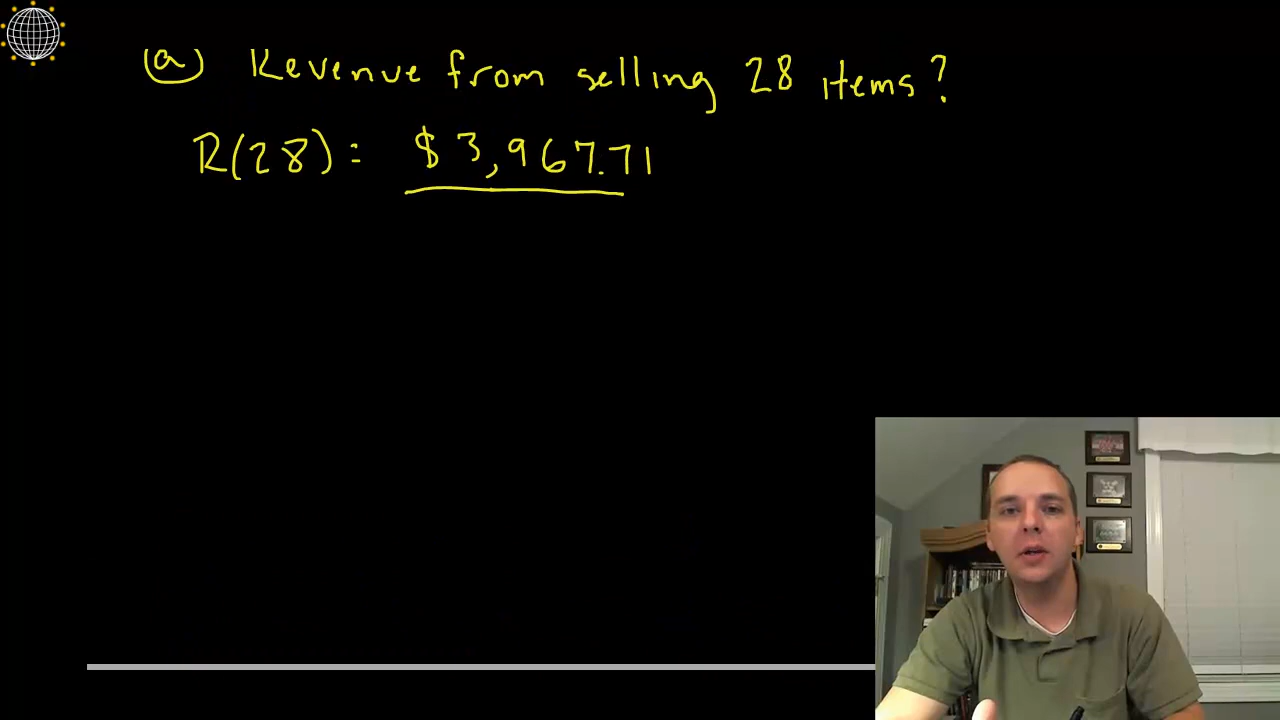 (a) Revenue from selling 28 items?
R(28) = $3,967.71